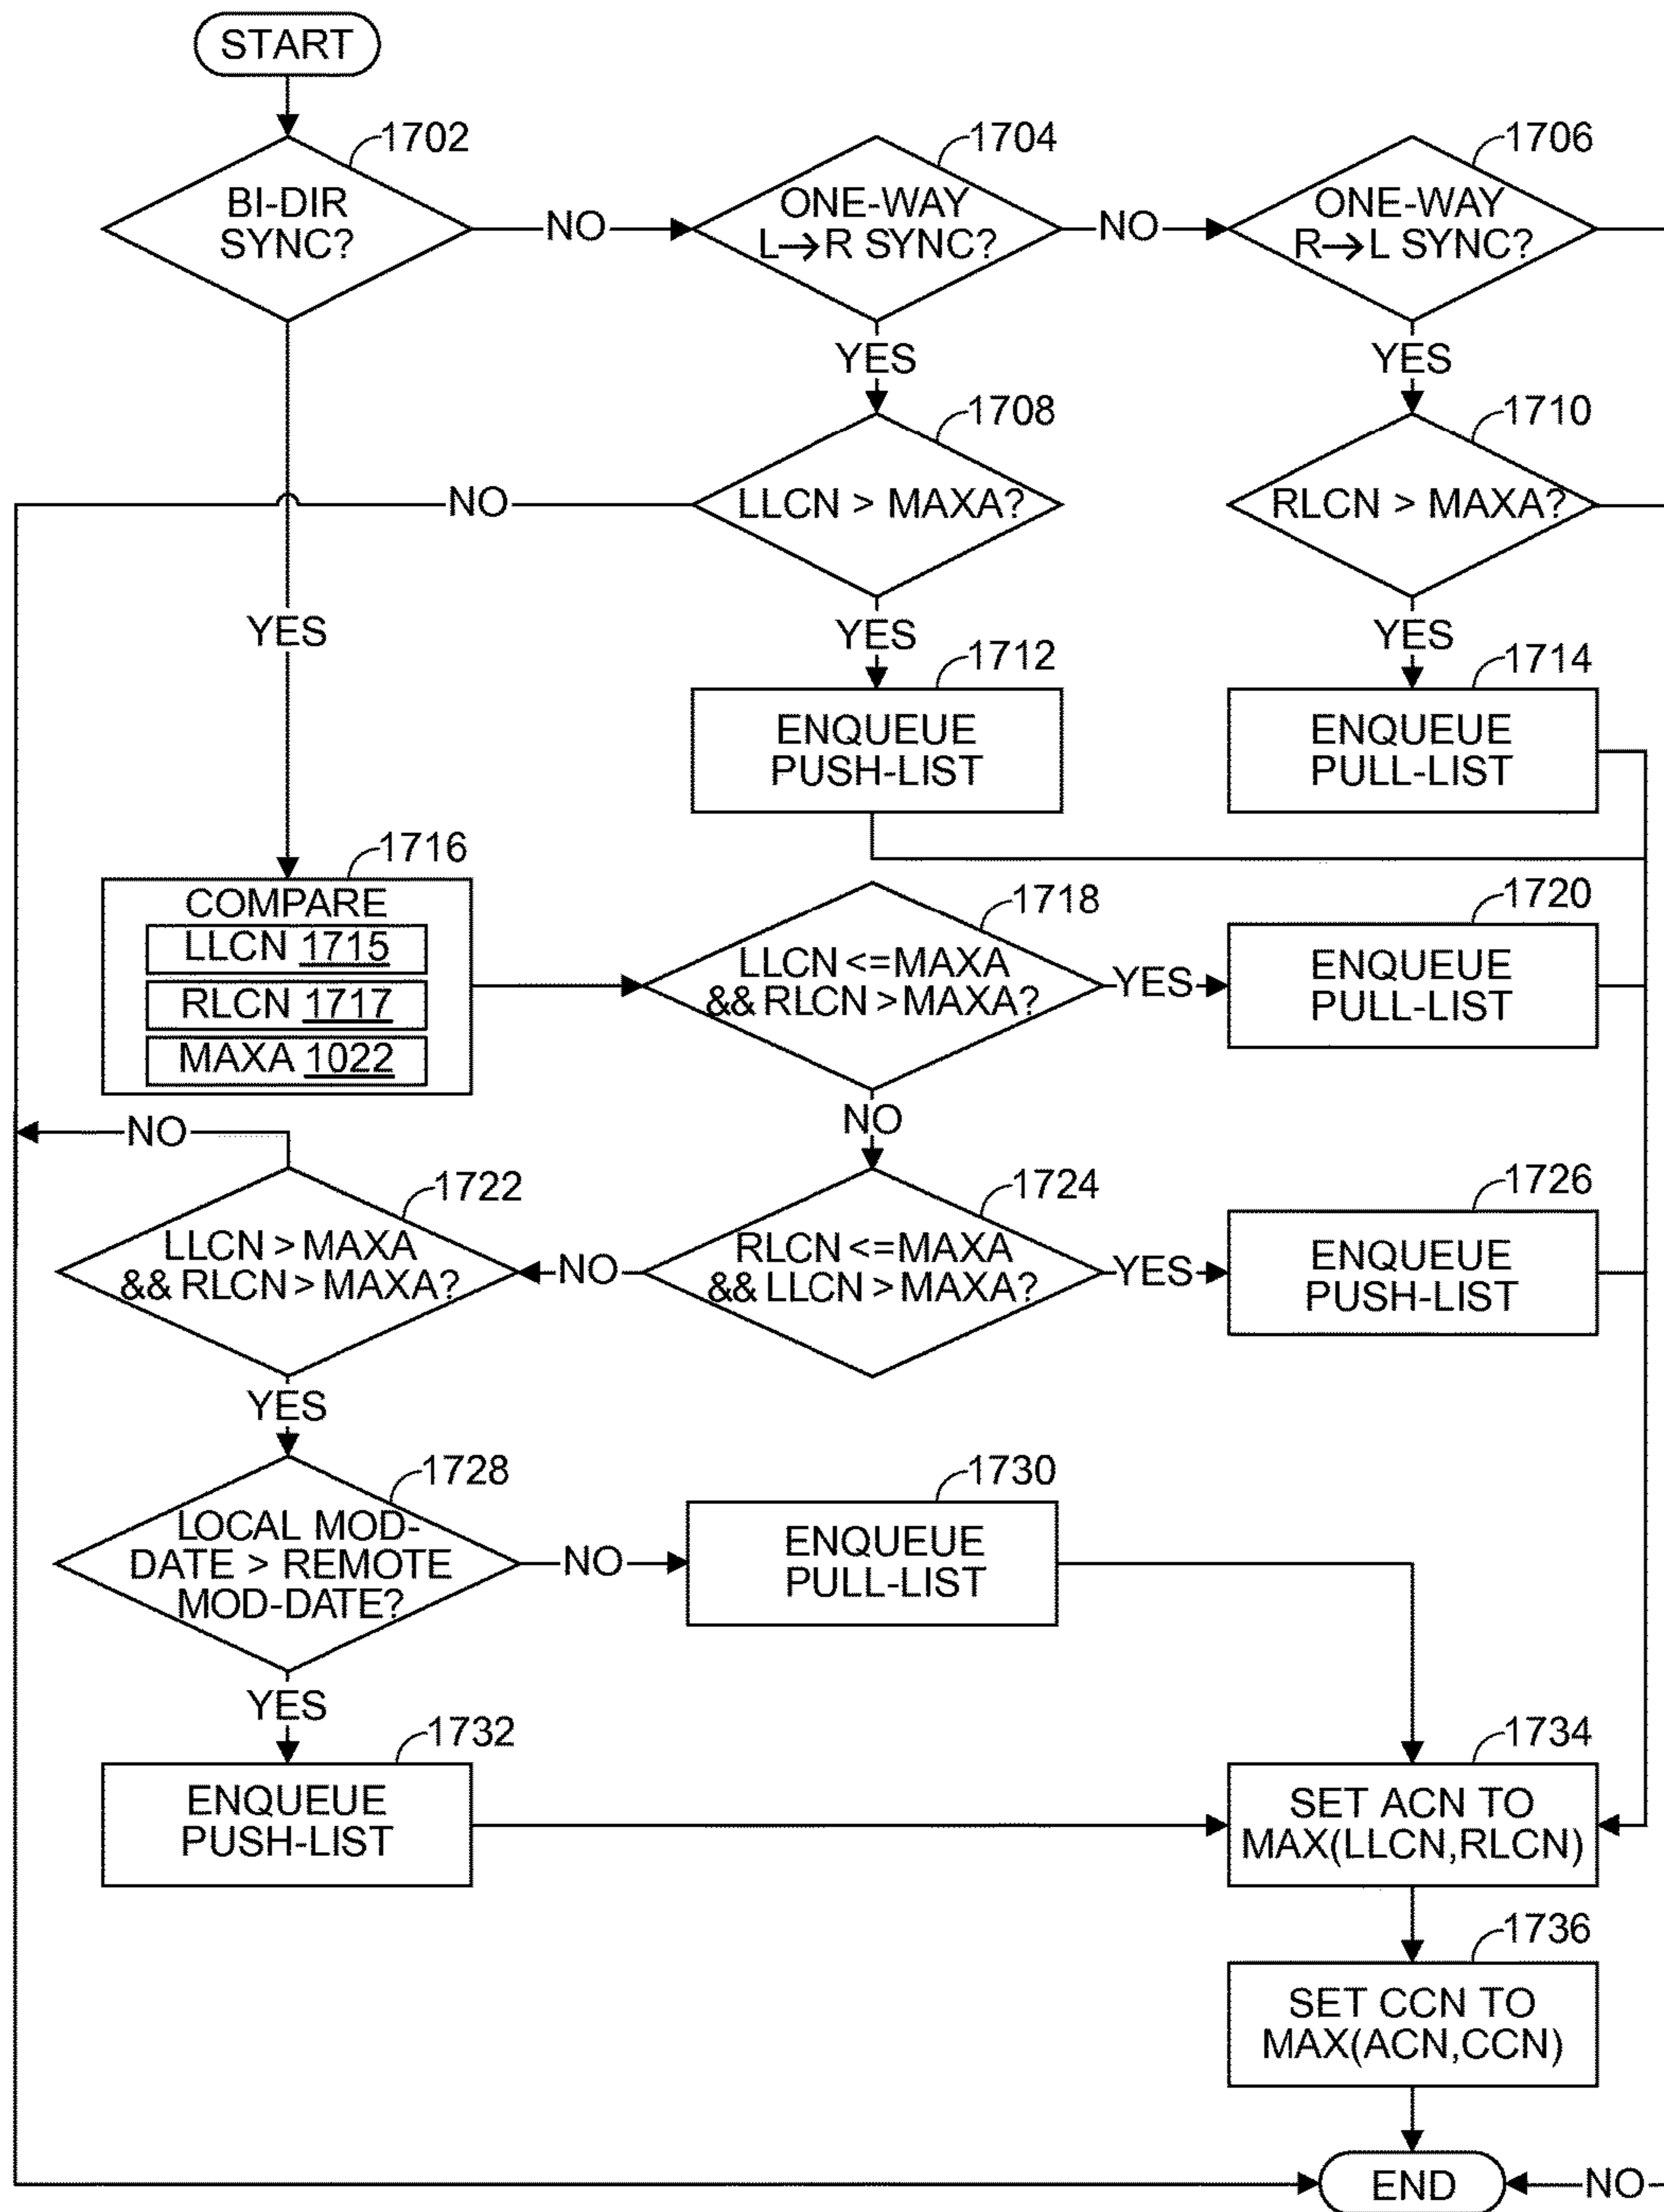 START
1702
1704
1706
BI-DIR
SYNC?
NO
ONE-WAY
L→R SYNC?
NO
ONE-WAY
R→L SYNC?
YES
YES
1708
1710
NO
LLCN > MAXA?
RLCN > MAXA?
YES
YES
YES
1712
1714
ENQUEUE
PUSH-LIST
ENQUEUE
PULL-LIST
1716
COMPARE
LLCN 1715
RLCN 1717
MAXA 1022
1718
LLCN <=MAXA
&& RLCN >MAXA?
YES
1720
ENQUEUE
PULL-LIST
NO
NO
1722
LLCN >MAXA
&& RLCN >MAXA?
NO
1724
RLCN <=MAXA
&& LLCN >MAXA?
YES
1726
ENQUEUE
PUSH-LIST
YES
1728
LOCAL MOD-
DATE > REMOTE
MOD-DATE?
NO
1730
ENQUEUE
PULL-LIST
YES
1732
ENQUEUE
PUSH-LIST
1734
SET ACN TO
MAX(LLCN,RLCN)
1736
SET CCN TO
MAX(ACN,CCN)
END
NO